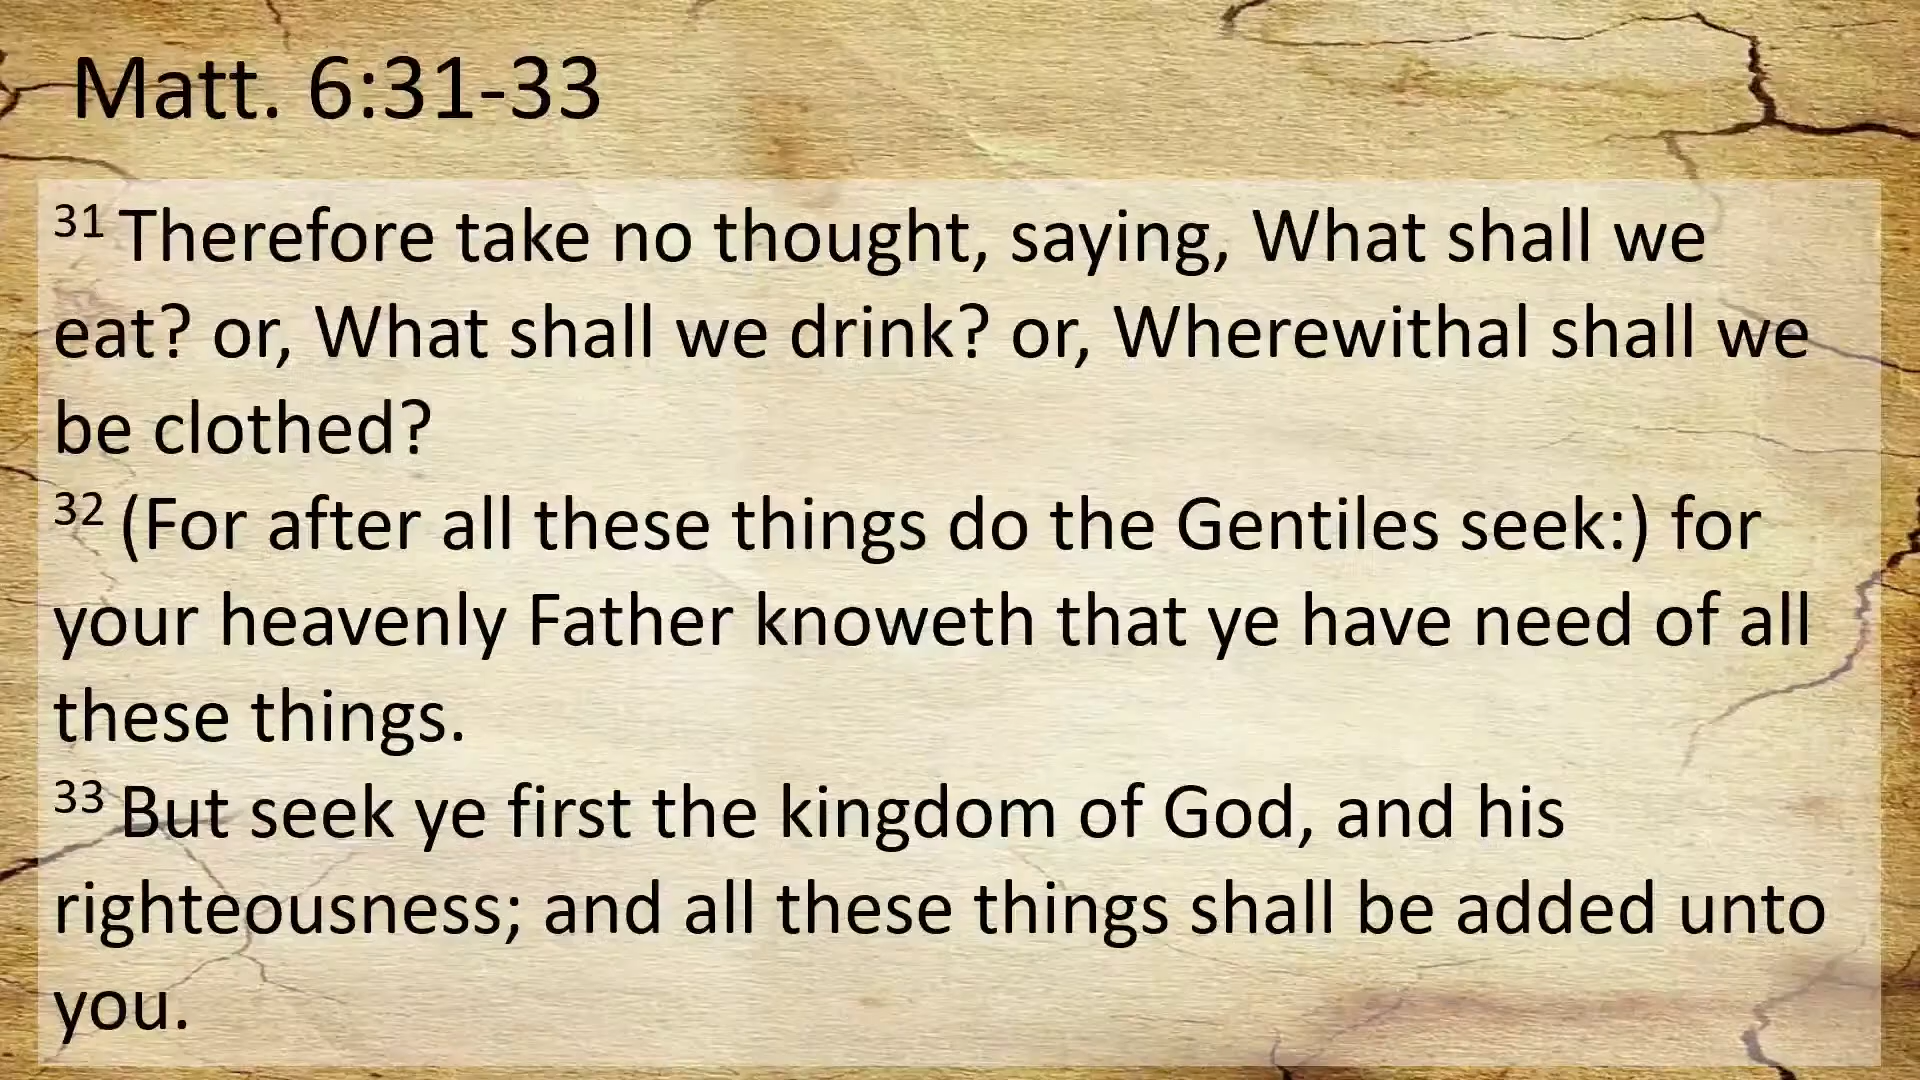 Matt. 6:31-33
31 Therefore take no thought, saying, What shall we
eat? or, What shall we drink? or, Wherewithal shall we
be clothed?
32 (For after all these things do the Gentiles seek:) for
your heavenly Father knoweth that ye have need of all
these things.
33 But seek ye first the kingdom of God, and his
righteousness; and all these things shall be added unto
you.